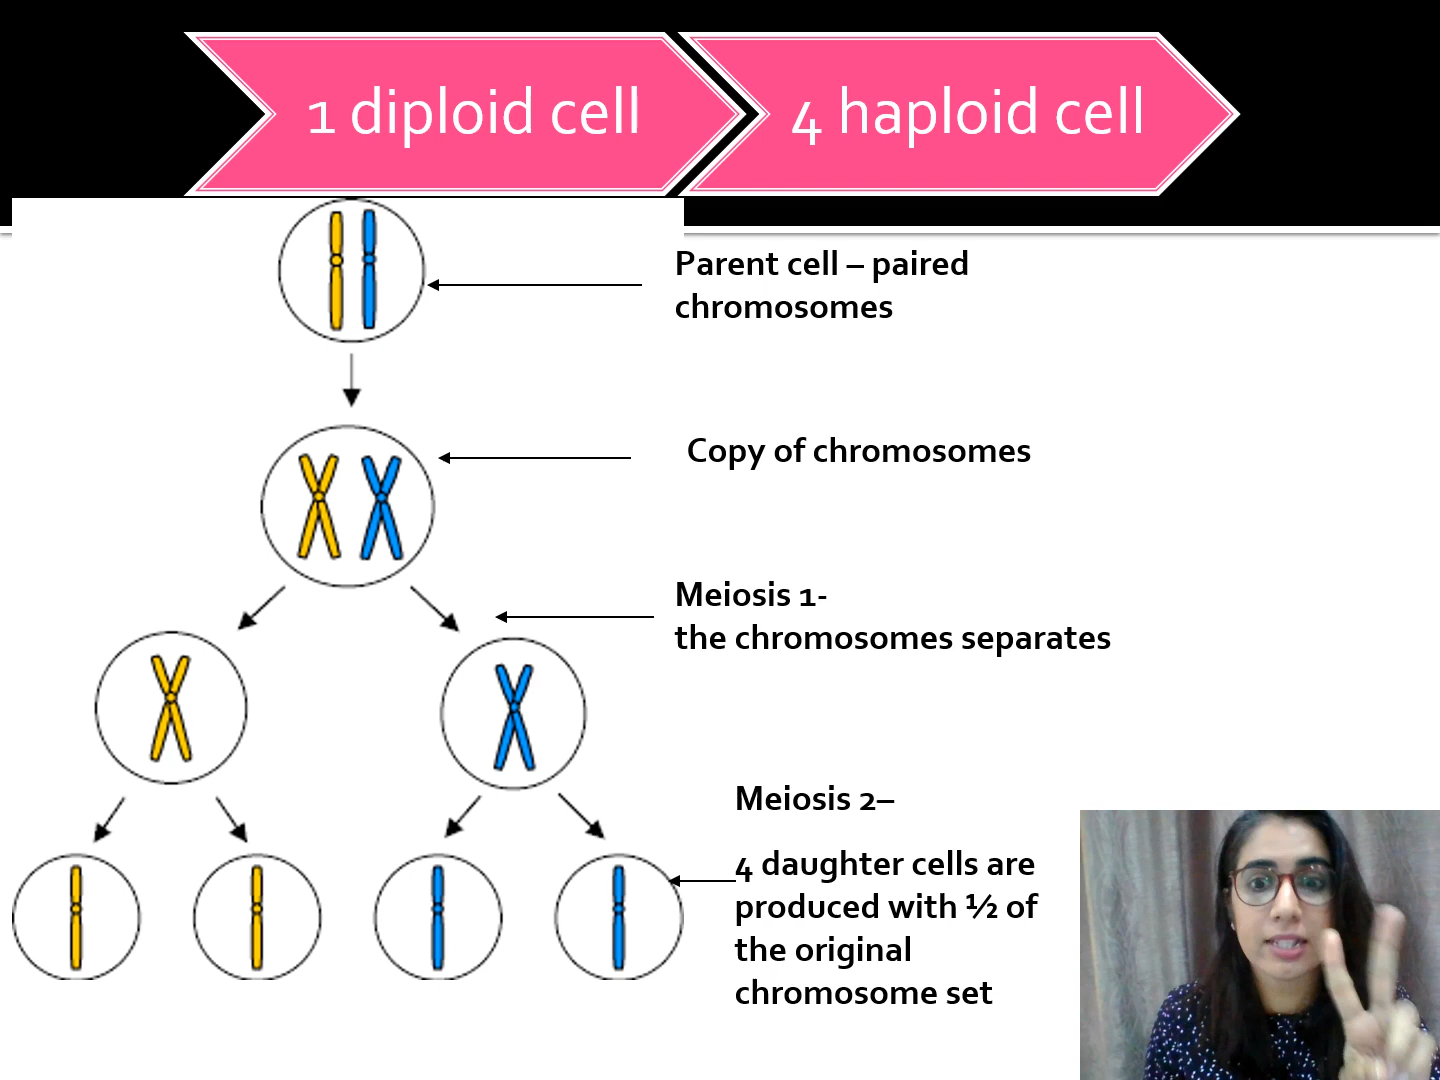 1 diploid cell
4 haploid cell
Parent cell – paired
chromosomes
Copy of chromosomes
Meiosis 1-
the chromosomes separates
Meiosis 2–
4 daughter cells are
produced with ½ of
the original
chromosome set